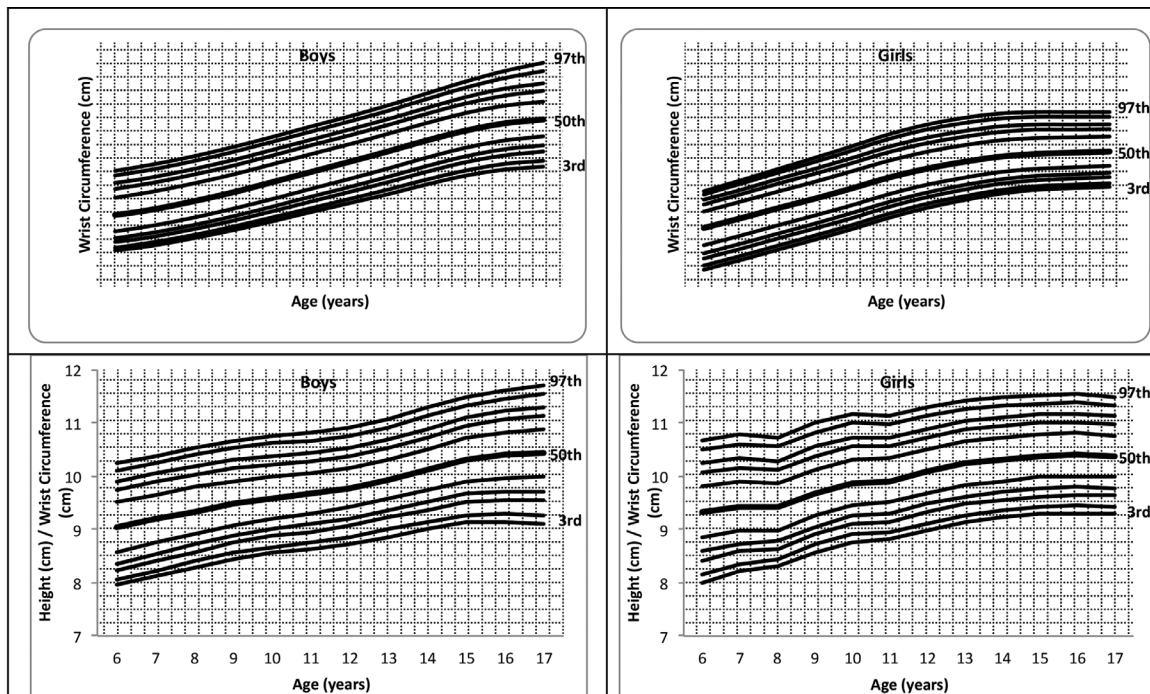 Boys
97th
50th
3rd
Wrist Circumference (cm)
Age (years)
Girls
97th
50th
3rd
Wrist Circumference (cm)
Age (years)
Boys
97th
50th
3rd
Height (cm) / Wrist Circumference
(cm)
12
11
10
9
8
7
6 7 8 9 10 11 12 13 14 15 16 17
Age (years)
Girls
97th
50th
3rd
Height (cm) / Wrist Circumference
(cm)
12
11
10
9
8
7
6 7 8 9 10 11 12 13 14 15 16 17
Age (years)